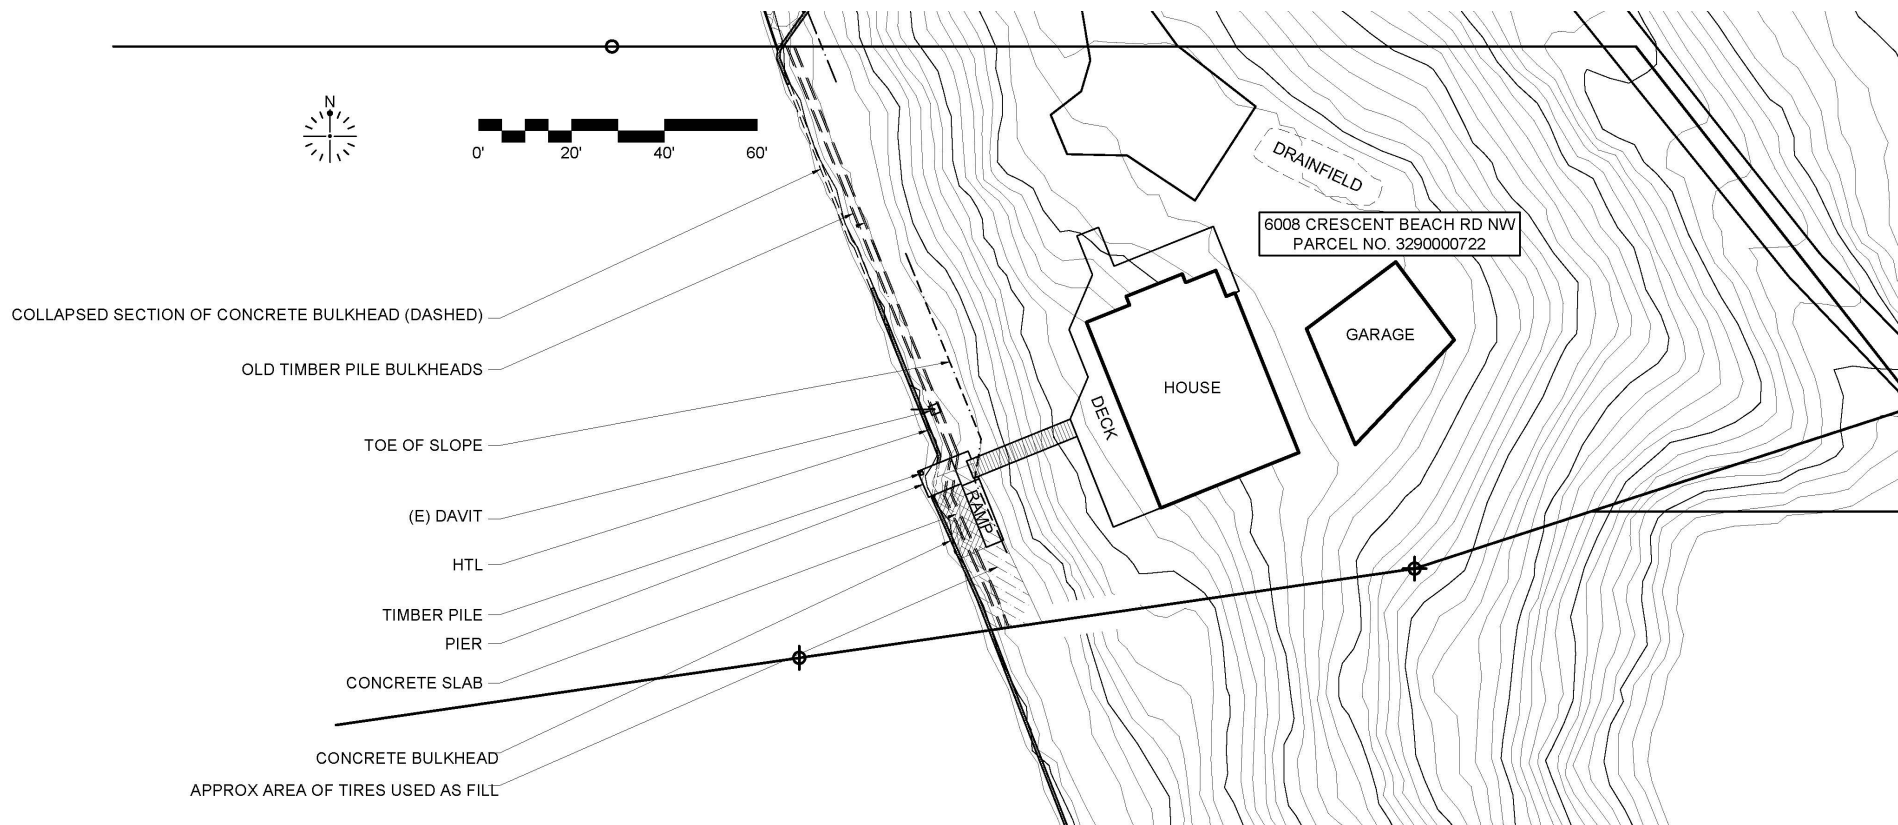 N
0' 20' 40' 60'
DRAINFIELD
6008 CRESCENT BEACH RD NW
PARCEL NO. 3290000722
COLLAPSED SECTION OF CONCRETE BULKHEAD (DASHED)
GARAGE
OLD TIMBER PILE BULKHEADS
HOUSE
DECK
TOE OF SLOPE
(E) DAVIT
RAMP
HTL
TIMBER PILE
PIER
CONCRETE SLAB
CONCRETE BULKHEAD
APPROX AREA OF TIRES USED AS FILL